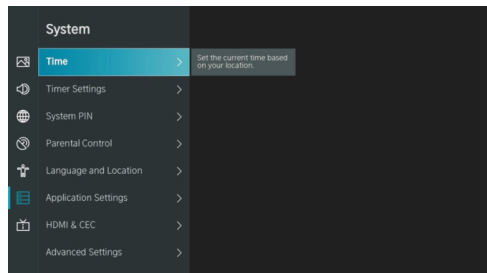 System
Time
Set the current time based
on your location.
Timer Settings
System PIN
Parental Control
Language and Location
Application Settings
HDMI & CEC
Advanced Settings